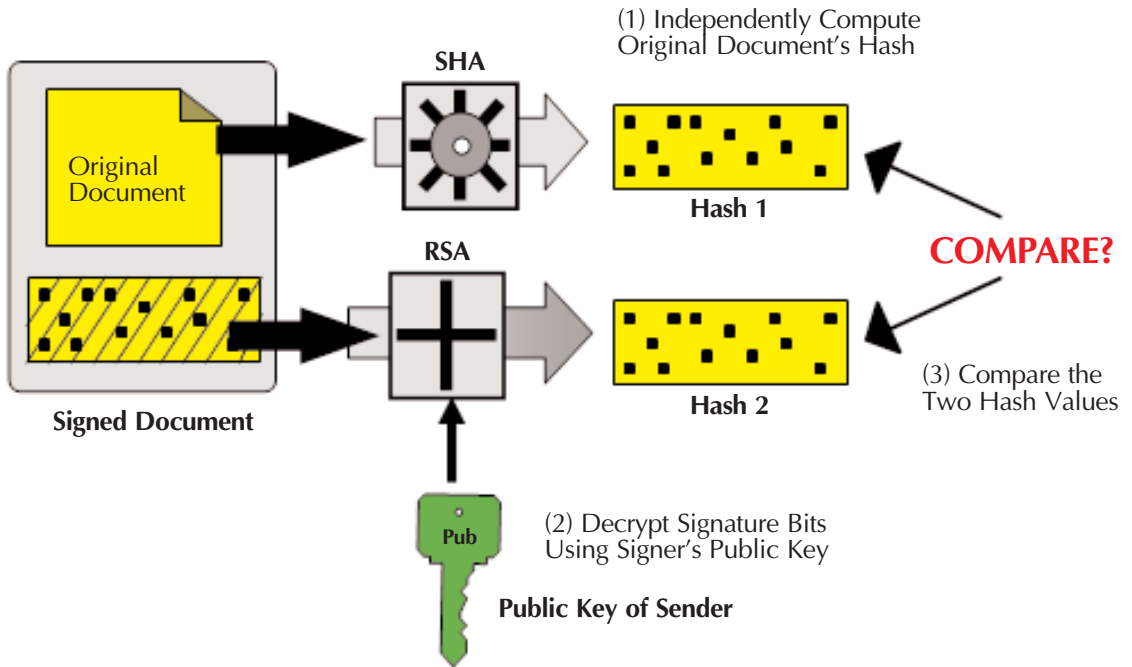 (1) Independently Compute
Original Document's Hash
SHA
Original
Document
Hash 1
COMPARE?
RSA
Hash 2
(3) Compare the
Two Hash Values
Signed Document
Pub
(2) Decrypt Signature Bits
Using Signer's Public Key
Public Key of Sender